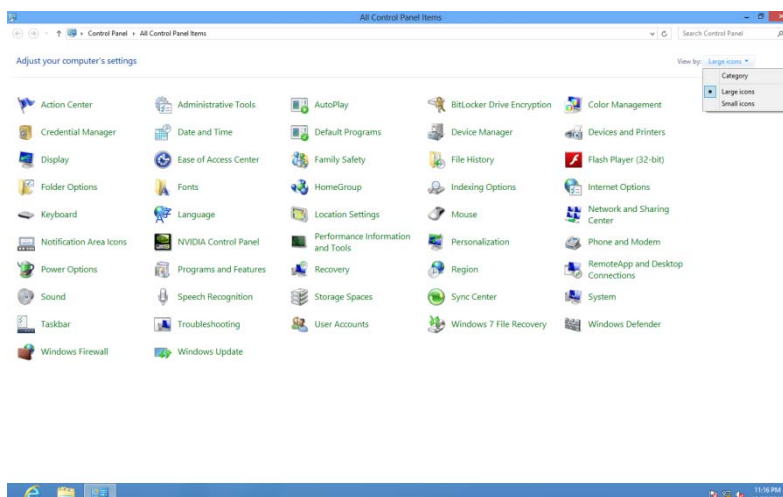 All Control Panel Items
Control Panel All Control Panel Items
Search Control Panel
Adjust your computer's settings
View by: Large icons
Category
Large icons
Small icons
Action Center Administrative Tools AutoPlay BitLocker Drive Encryption Color Management
Credential Manager Date and Time Default Programs Device Manager Devices and Printers
Display Ease of Access Center Family Safety File History Flash Player (32-bit)
Folder Options Fonts HomeGroup Indexing Options Internet Options
Keyboard Language Location Settings Mouse Network and Sharing Center
Notification Area Icons NVIDIA Control Panel Performance Information and Tools Personalization Phone and Modem
Power Options Programs and Features Recovery Region RemoteApp and Desktop Connections
Sound Speech Recognition Storage Spaces Sync Center System
Taskbar Troubleshooting User Accounts Windows 7 File Recovery Windows Defender
Windows Firewall Windows Update
11:16 PM